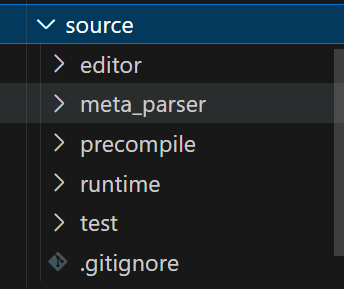 source
editor
meta_parser
precompile
runtime
test
.gitignore